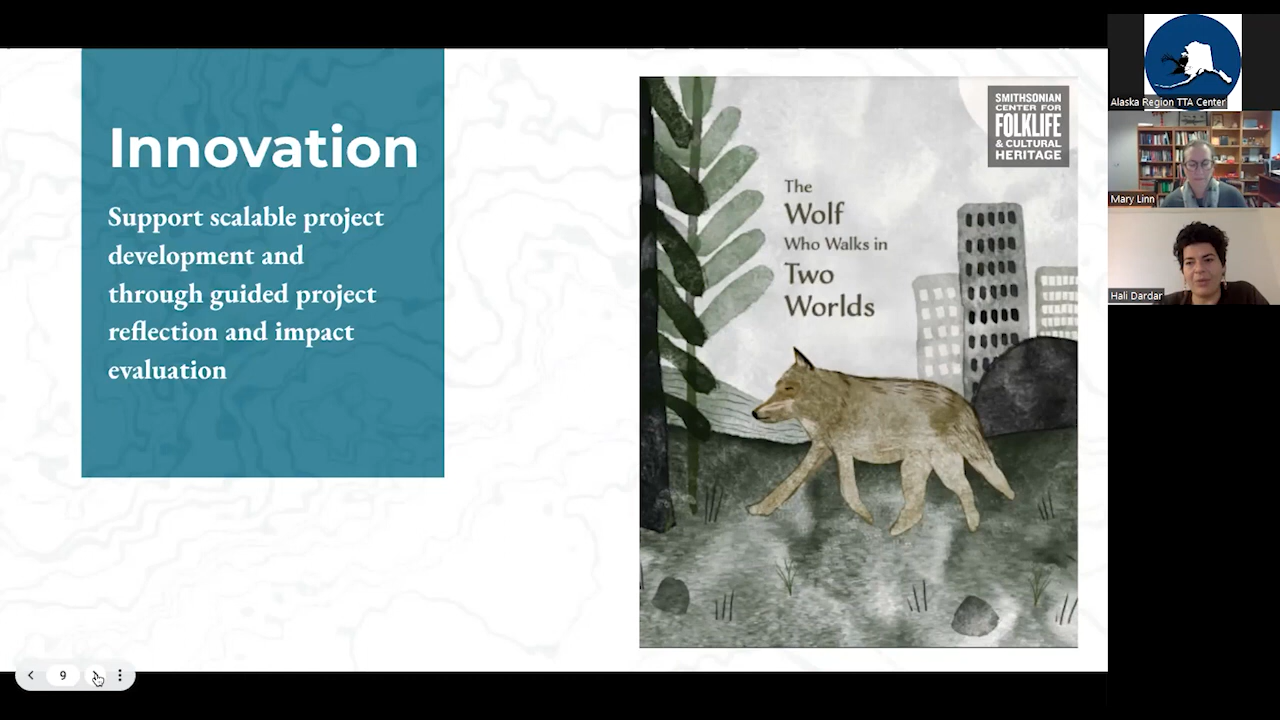 Innovation
Support scalable project
development and
through guided project
reflection and impact
evaluation
SMITHSONIAN
CENTER FOR
FOLKLIFE
& CULTURAL
HERITAGE
The
Wolf
Who Walks in
Two
Worlds
Alaska Region TTA Center
Mary Linn
Hali Dardar
9